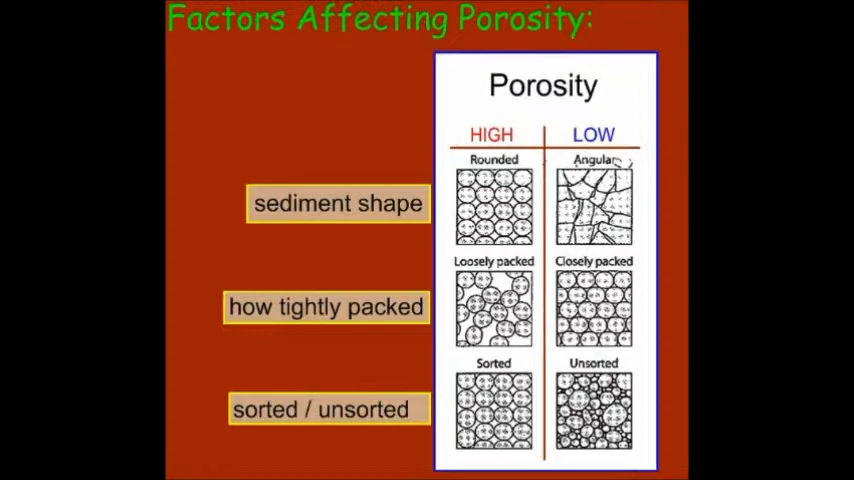 Factors Affecting Porosity:
Porosity
HIGH LOW
Rounded Angular
sediment shape
Loosely packed Closely packed
how tightly packed
Sorted Unsorted
sorted / unsorted